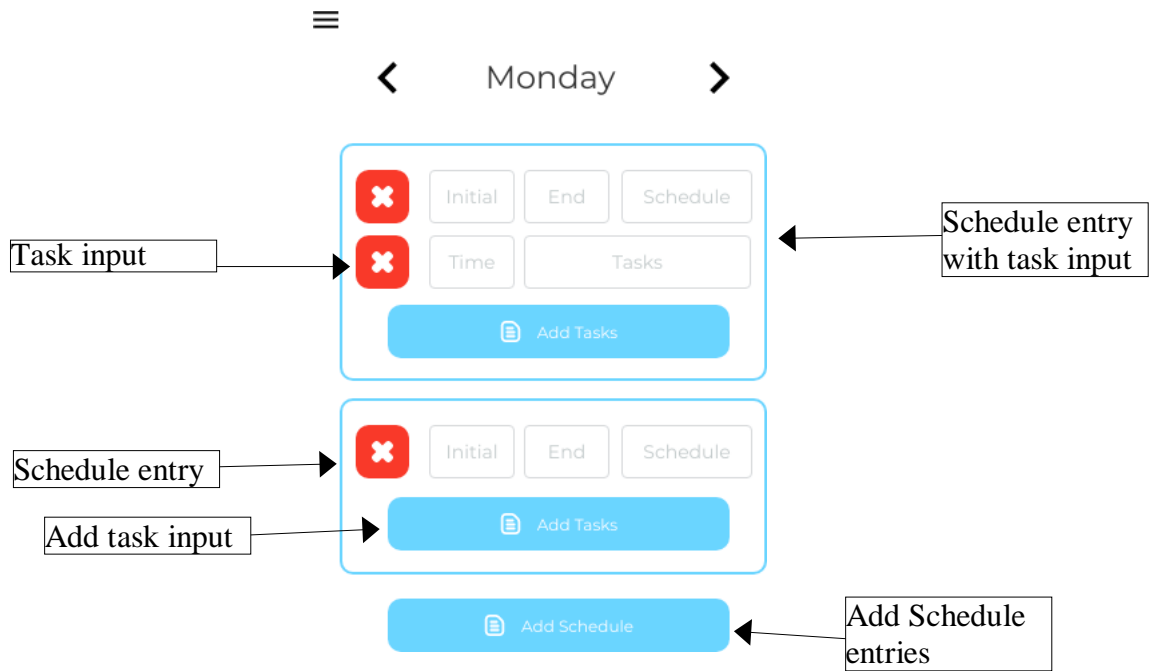 Monday
Initial End Schedule
Schedule entry
with task input
Task input
Time Tasks
Add Tasks
Initial End Schedule
Schedule entry
Add Tasks
Add task input
Add Schedule
Add Schedule
entries